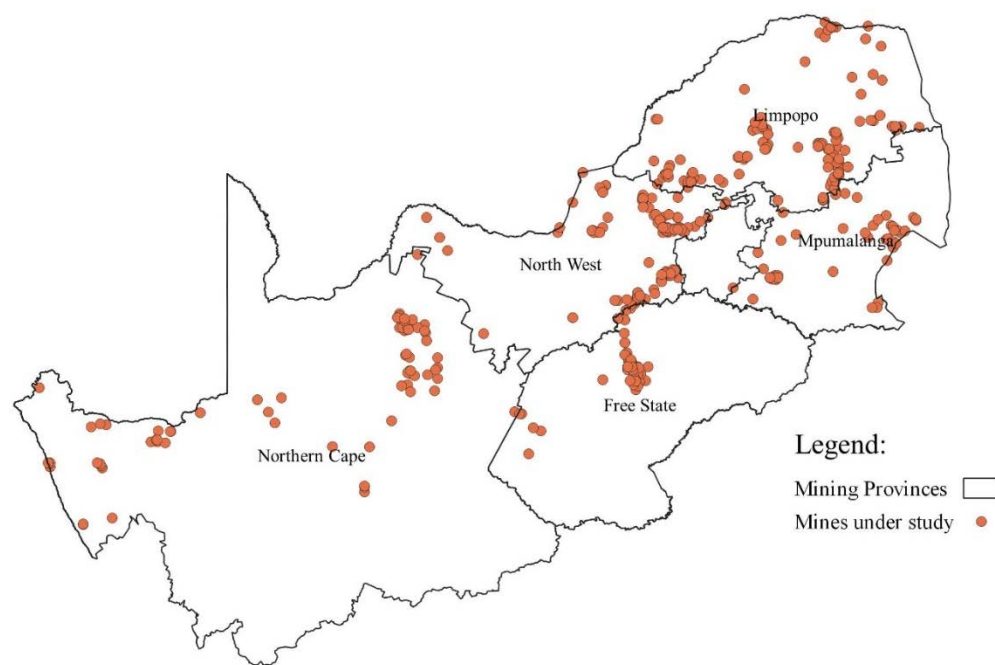 Limpopo
Mpumalanga
North West
Free State
Northern Cape
Legend:
Mining Provinces
Mines under study